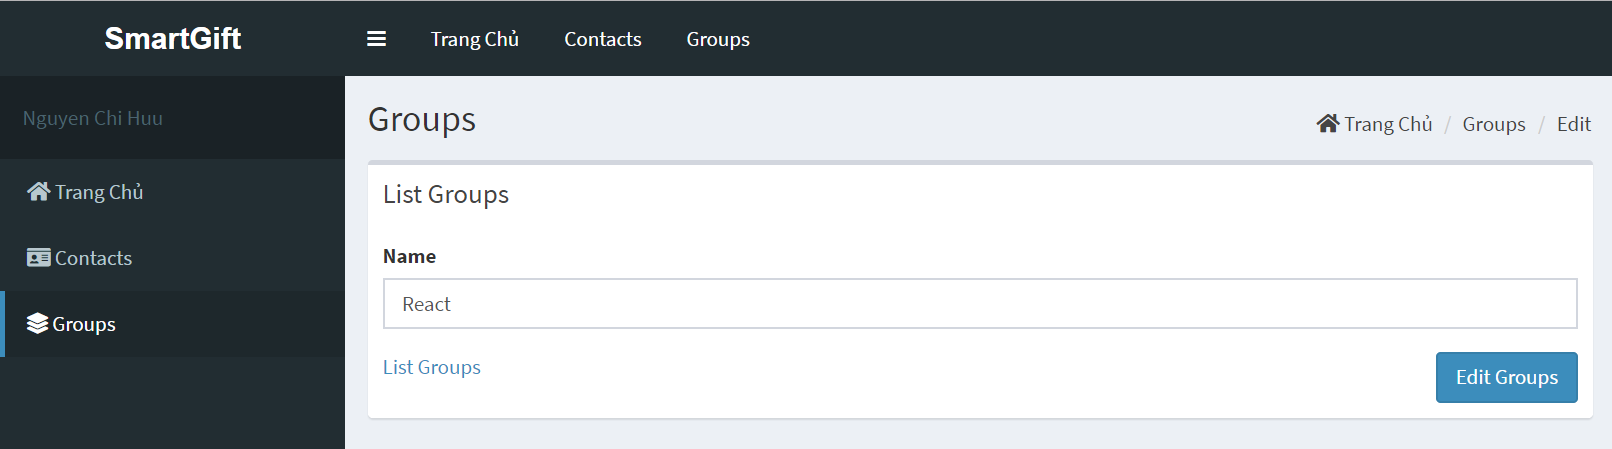 SmartGift
Trang Chủ Contacts Groups
Nguyen Chi Huu
Trang Chủ
Contacts
Groups
Groups
Trang Chủ / Groups / Edit
List Groups
Name
React
List Groups
Edit Groups